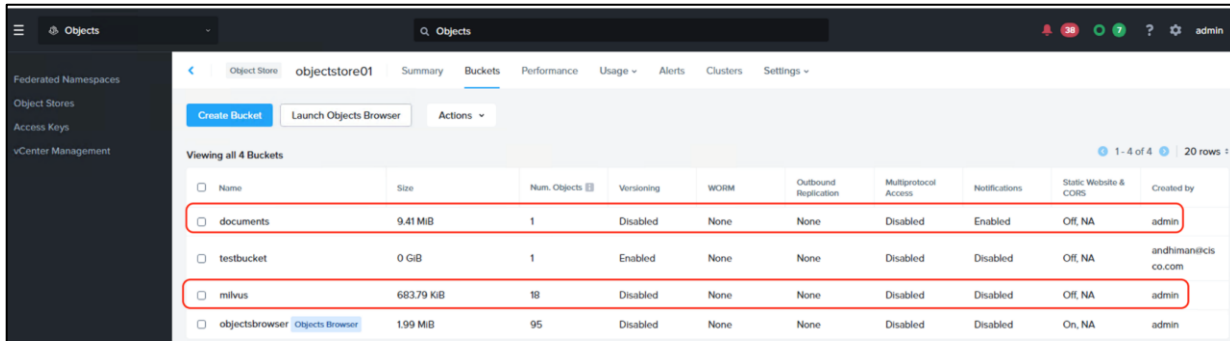 Objects
Objects
38
7
?
admin
Federated Namespaces
Object Stores
Access Keys
vCenter Management
Object Store objectstore01 Summary Buckets Performance Usage Alerts Clusters Settings
Create Bucket Launch Objects Browser Actions
Viewing all 4 Buckets 1 - 4 of 4 20 rows
Name Size Num. Objects Versioning WORM Outbound Replication Multiprotocol Access Notifications Static Website & CORS Created by
documents 9.41 MiB 1 Disabled None None Disabled Enabled Off, NA admin
testbucket 0 GiB 1 Enabled None None Disabled Disabled Off, NA andhiman@cisco.com
milvus 683.79 KiB 18 Disabled None None Disabled Disabled Off, NA admin
objectsbrowser Objects Browser 1.99 MiB 95 Disabled None None Disabled Disabled On, NA admin